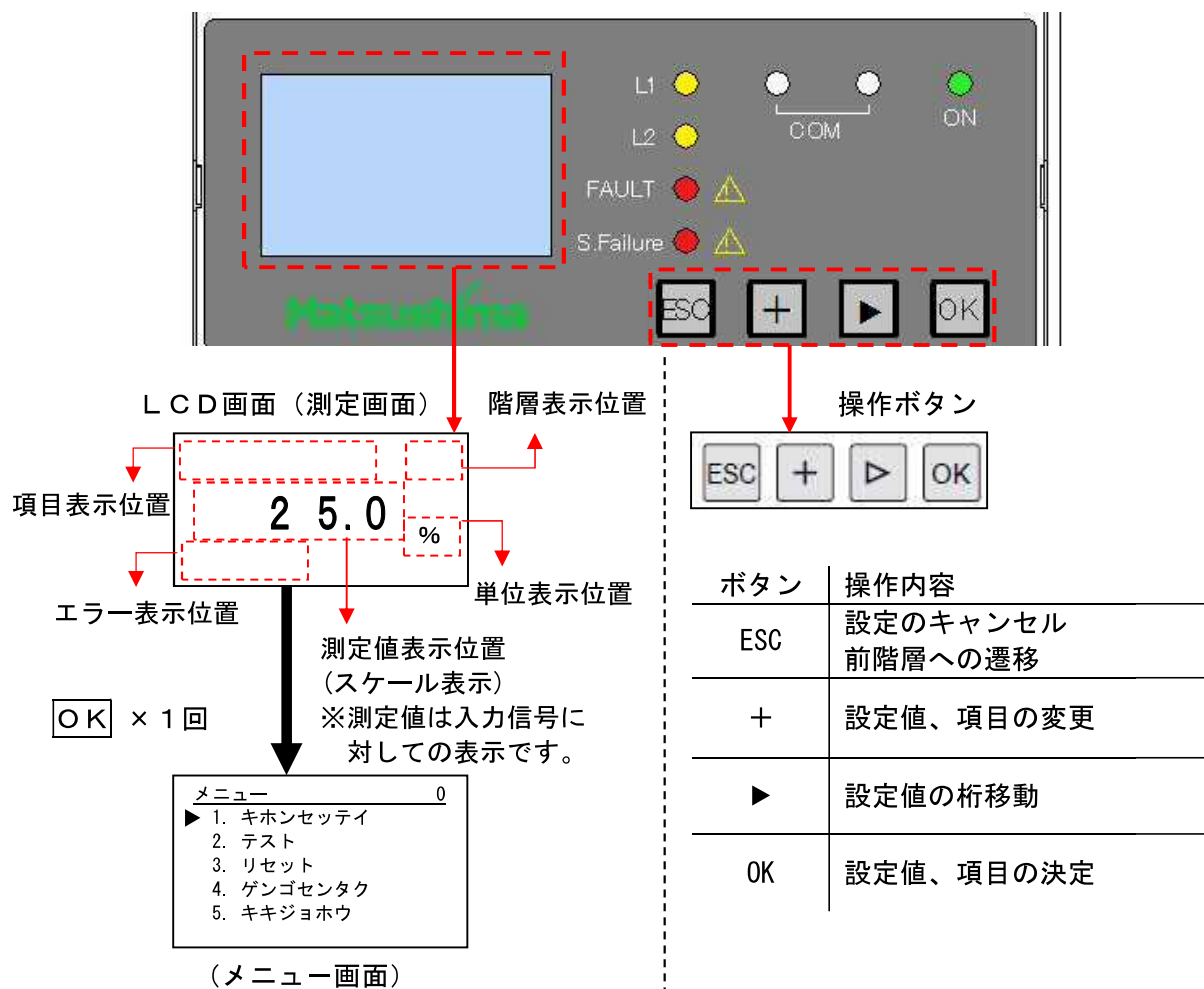 L1
L2
COM
ON
FAULT
S.Failure
Matsushima
ESC + ▶ OK
LCD画面（測定画面）
階層表示位置
項目表示位置
25.0
%
エラー表示位置
単位表示位置
測定値表示位置
(スケール表示)
※測定値は入力信号に
対しての表示です。
OK ×1回
メニュー 0
▶ 1. キホンセッテイ
2. テスト
3. リセット
4. ゲンゴセンタク
5. キキジョホウ
(メニュー画面)
操作ボタン
ESC + ▷ OK
ボタン 操作内容
ESC 設定のキャンセル
前階層への遷移
＋ 設定値、項目の変更
▶ 設定値の桁移動
OK 設定値、項目の決定